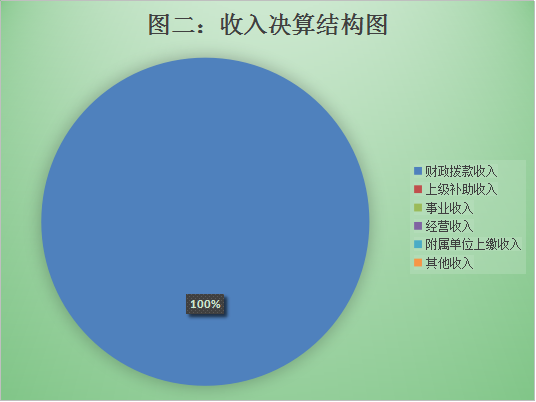 图二：收入决算结构图
财政拨款收入
上级补助收入
事业收入
经营收入
附属单位上缴收入
其他收入
100%